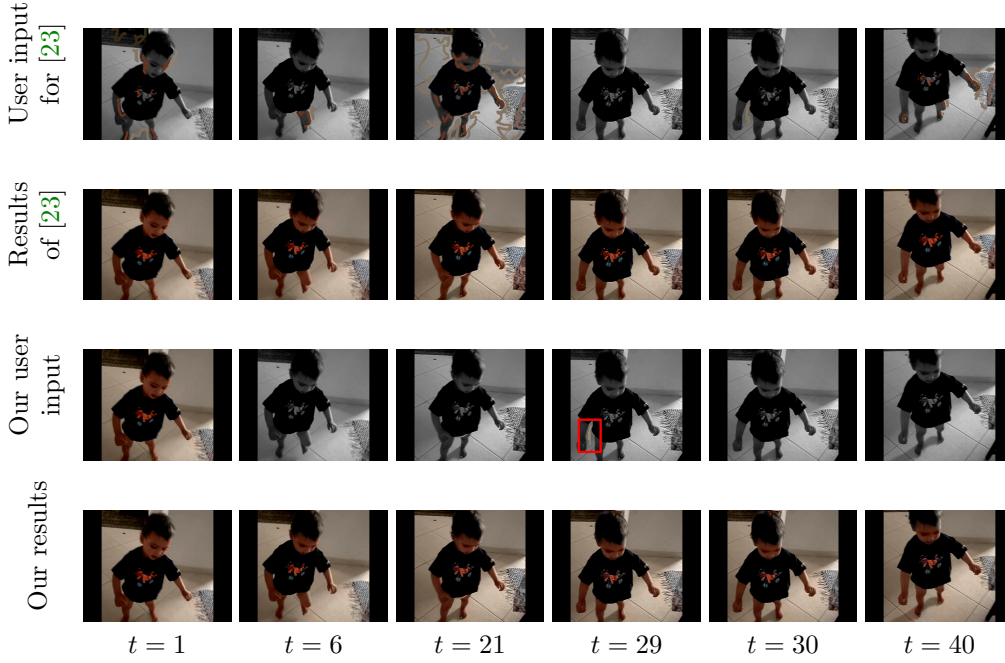 User input
for [23]
Results
of [23]
Our user
input
Our results
t = 1
t = 6
t = 21
t = 29
t = 30
t = 40